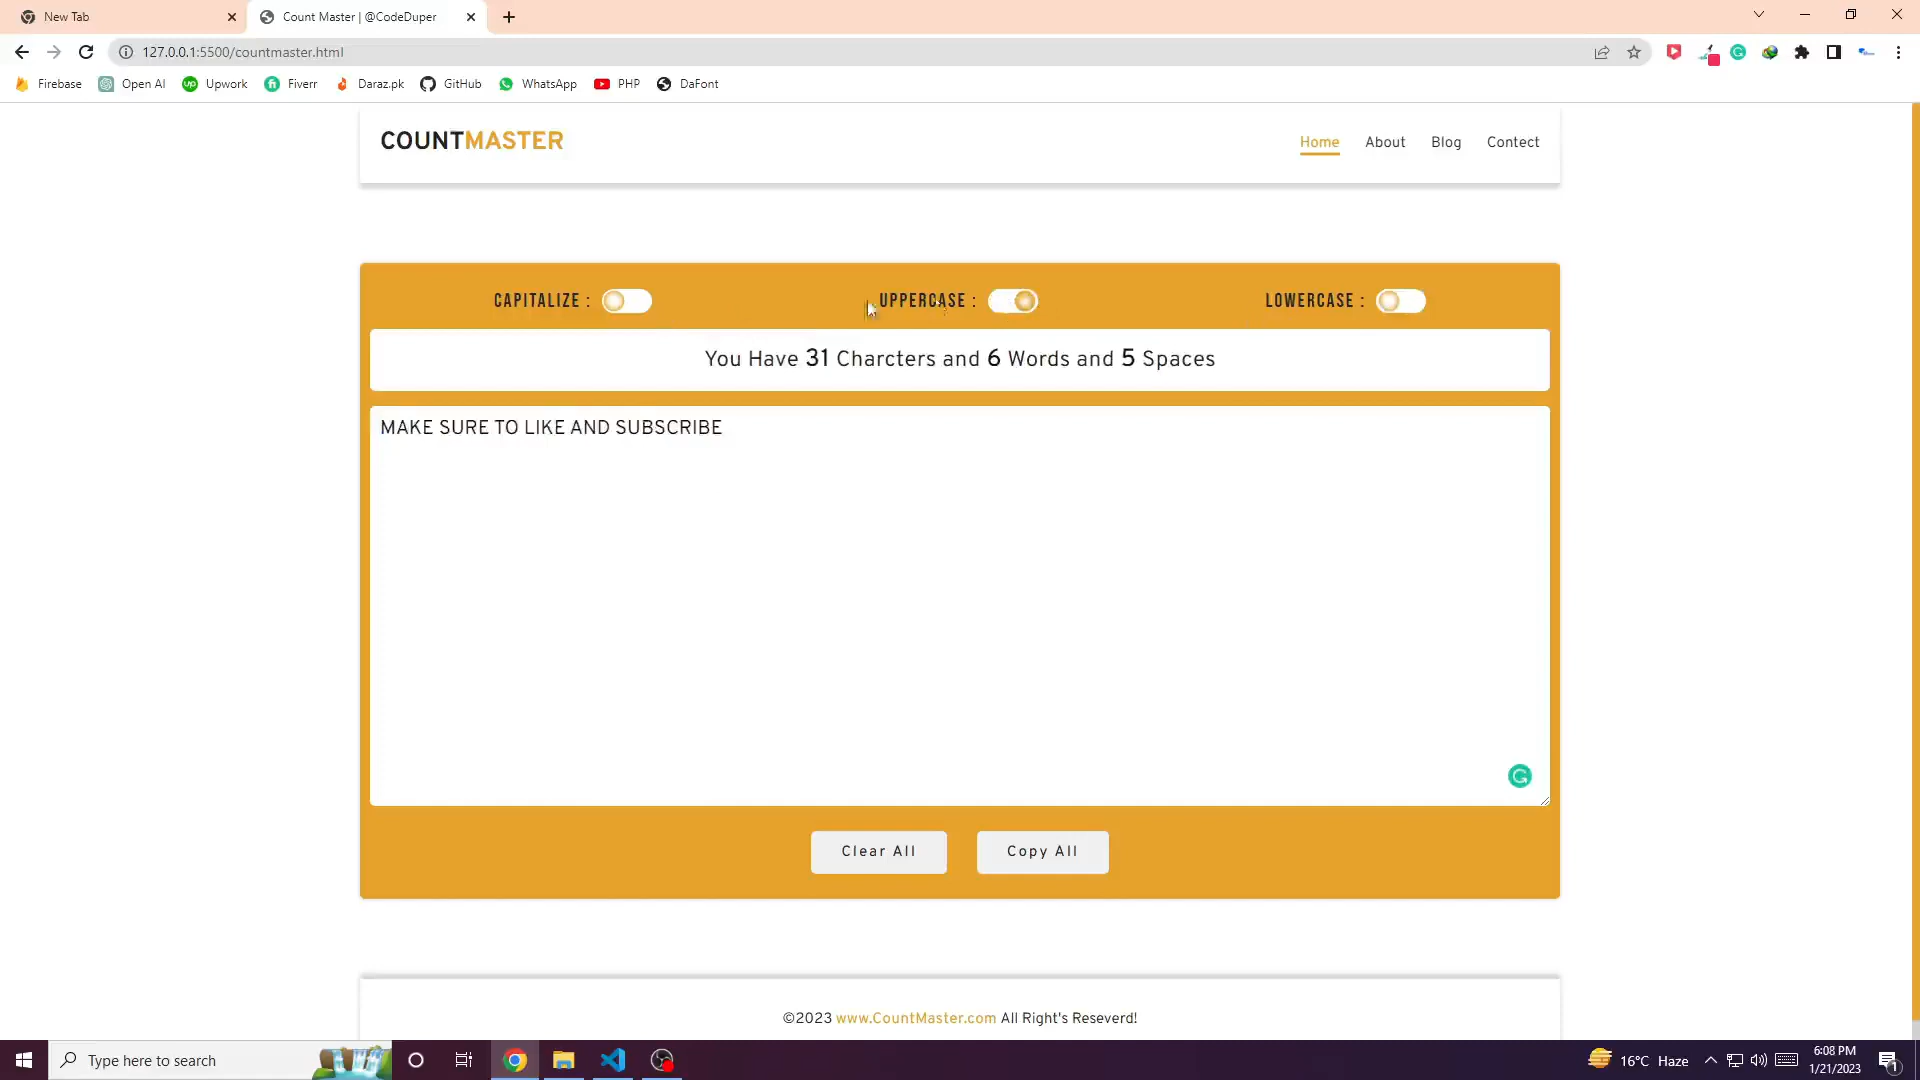 New Tab
Count Master | @CodeDuper
127.0.0.1:5500/countmaster.html
Firebase Open AI Upwork Fiverr Daraz.pk GitHub WhatsApp PHP DaFont
COUNTMASTER
Home About Blog Contect
CAPITALIZE :
UPPERCASE :
LOWERCASE :
You Have 31 Charcters and 6 Words and 5 Spaces
MAKE SURE TO LIKE AND SUBSCRIBE
Clear All
Copy All
©2023 www.CountMaster.com All Right's Reseverd!
Type here to search
16°C Haze
6:08 PM
1/21/2023
1